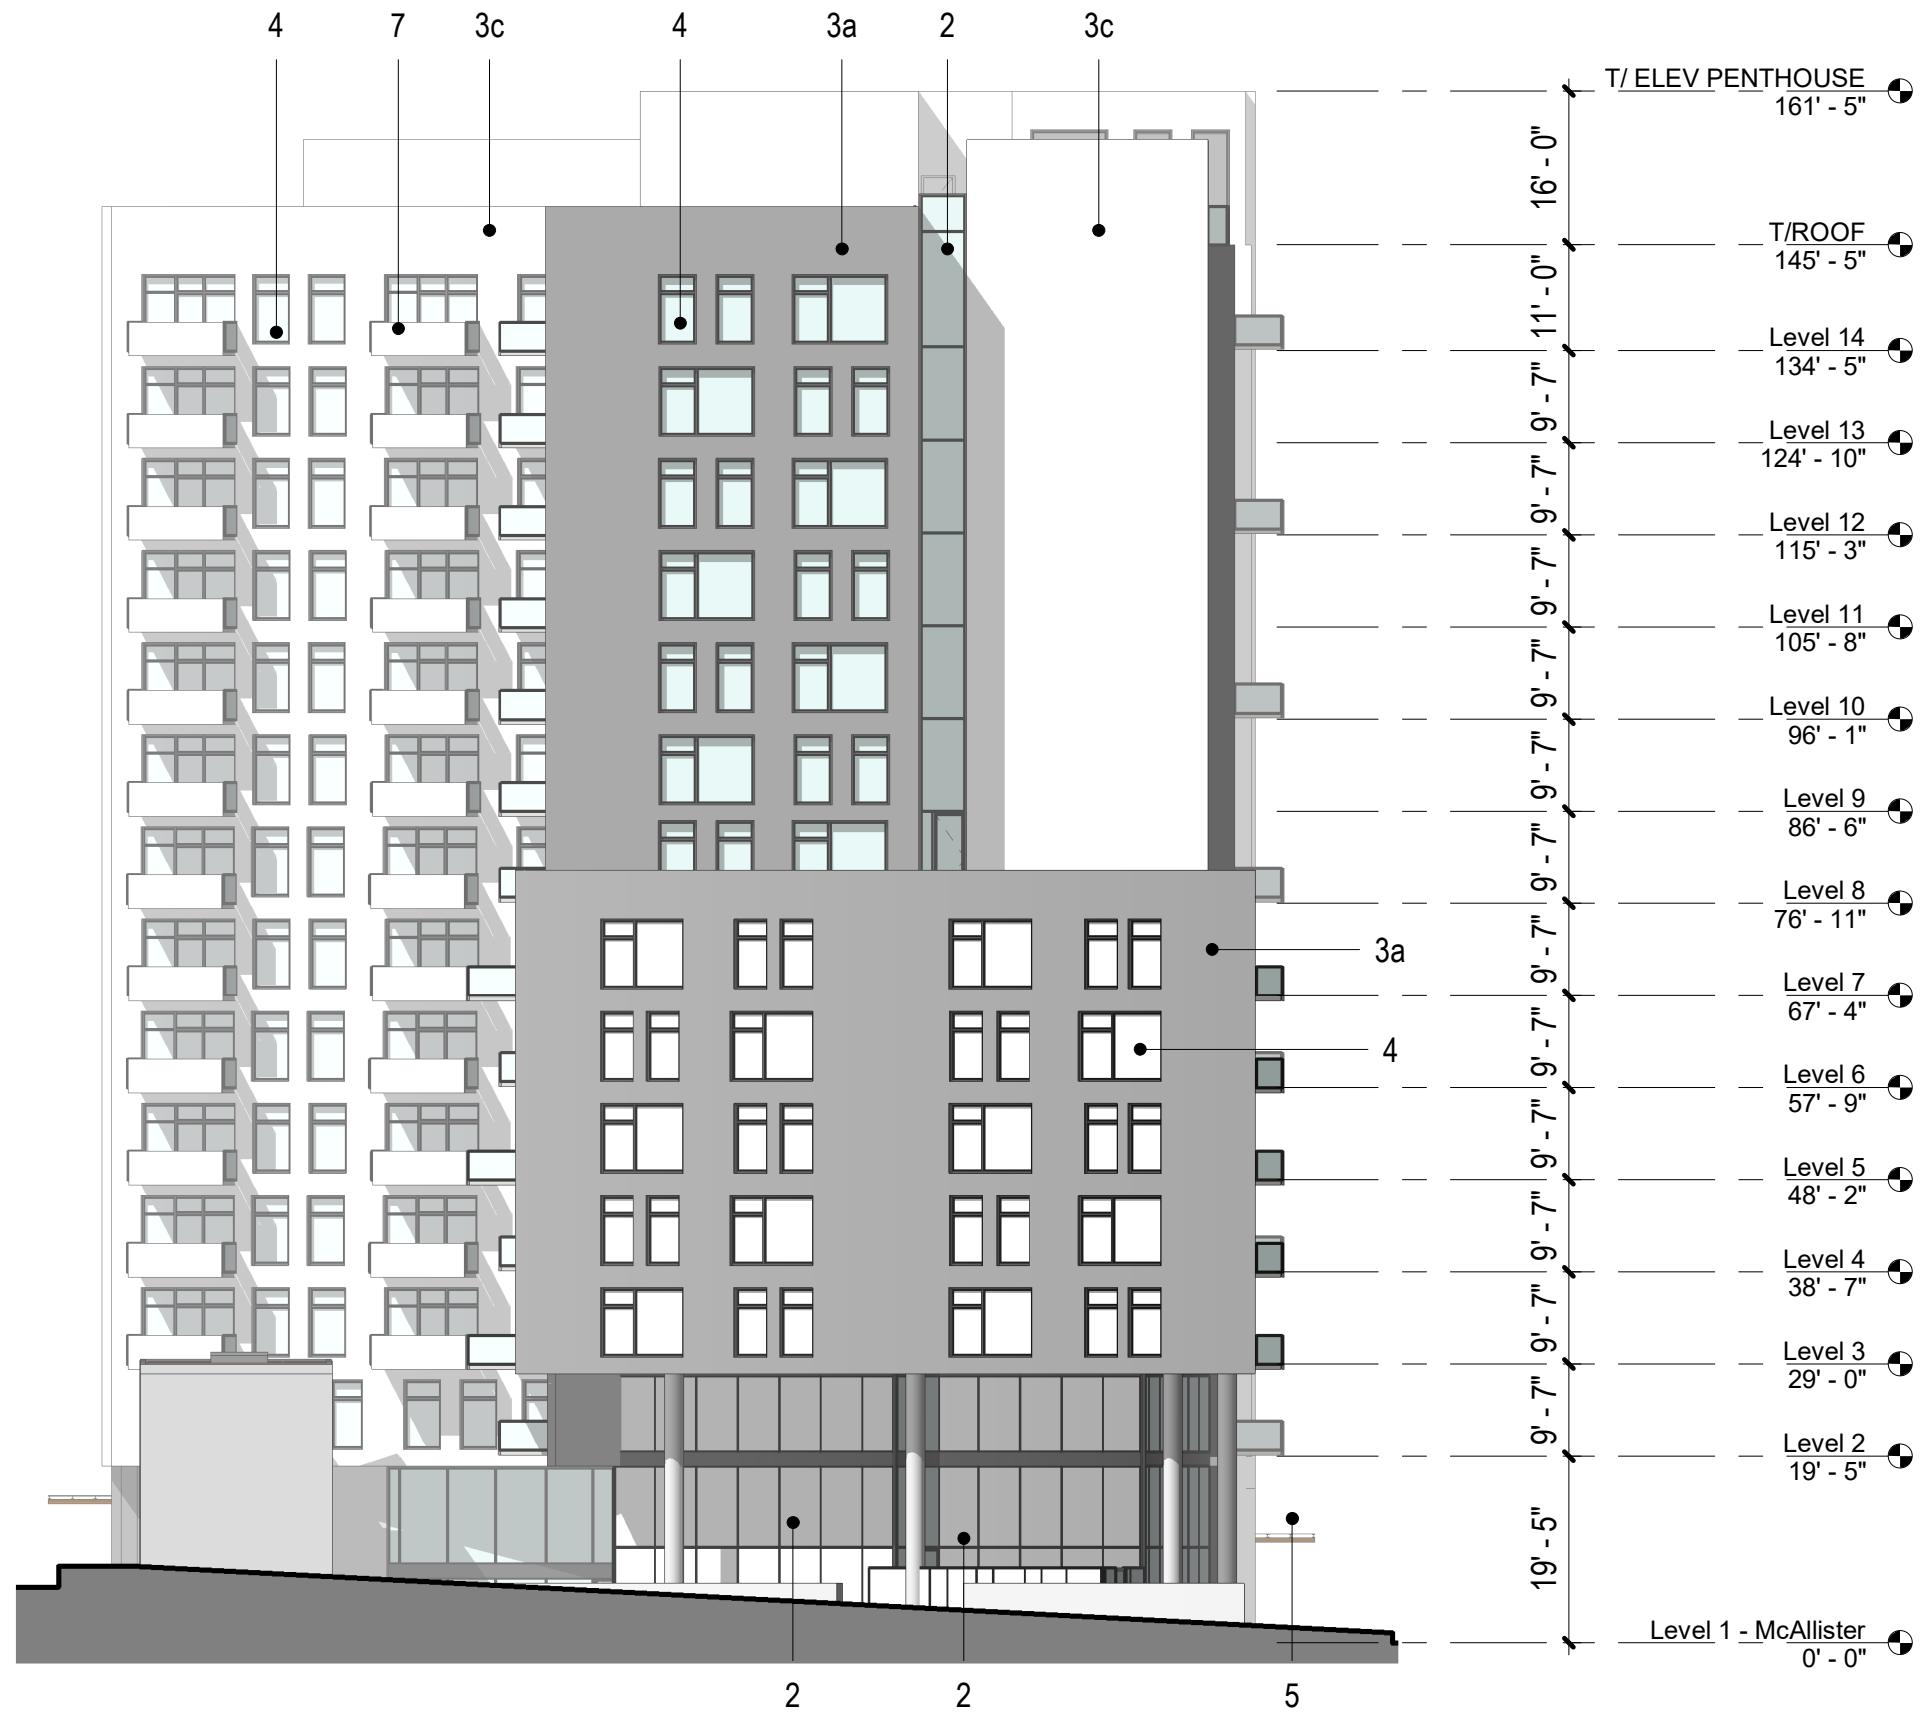 4 7 3c 4 3a 2 3c
T/ ELEV PENTHOUSE
161' - 5"
16' - 0"
T/ROOF
145' - 5"
11' - 0"
Level 14
134' - 5"
9' - 7"
Level 13
124' - 10"
9' - 7"
Level 12
115' - 3"
9' - 7"
Level 11
105' - 8"
9' - 7"
Level 10
96' - 1"
9' - 7"
Level 9
86' - 6"
9' - 7"
Level 8
76' - 11"
3a
9' - 7"
Level 7
67' - 4"
4
9' - 7"
Level 6
57' - 9"
9' - 7"
Level 5
48' - 2"
9' - 7"
Level 4
38' - 7"
9' - 7"
Level 3
29' - 0"
9' - 7"
Level 2
19' - 5"
19' - 5"
Level 1 - McAllister
0' - 0"
2 2 5